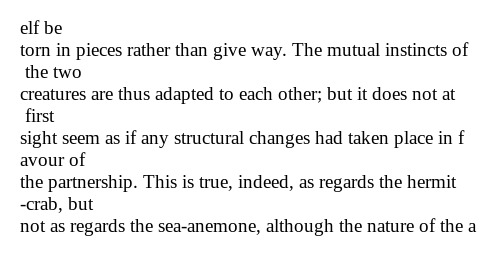 elf be
torn in pieces rather than give way. The mutual instincts of
the two
creatures are thus adapted to each other; but it does not at
first
sight seem as if any structural changes had taken place in f
avour of
the partnership. This is true, indeed, as regards the hermit
-crab, but
not as regards the sea-anemone, although the nature of the a